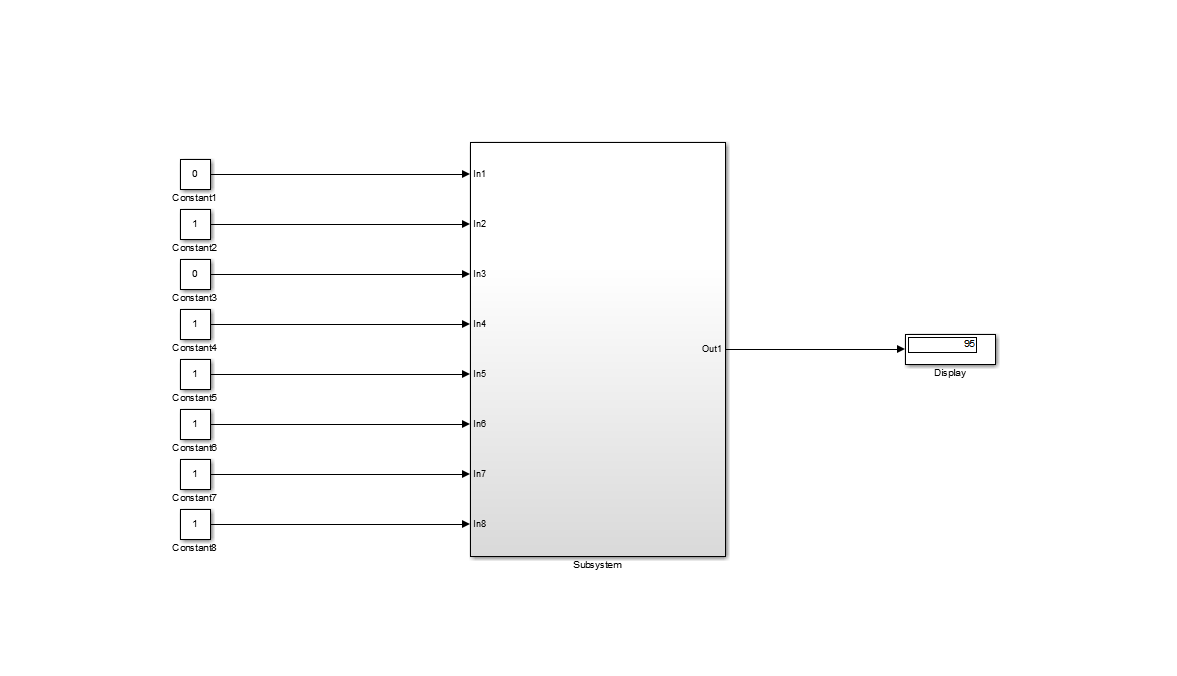 0
Constant1
In1
1
Constant2
In2
0
Constant3
In3
1
Constant4
In4
Out1
95
Display
1
Constant5
In5
1
Constant6
In6
1
Constant7
In7
1
Constant8
In8
Subsystem